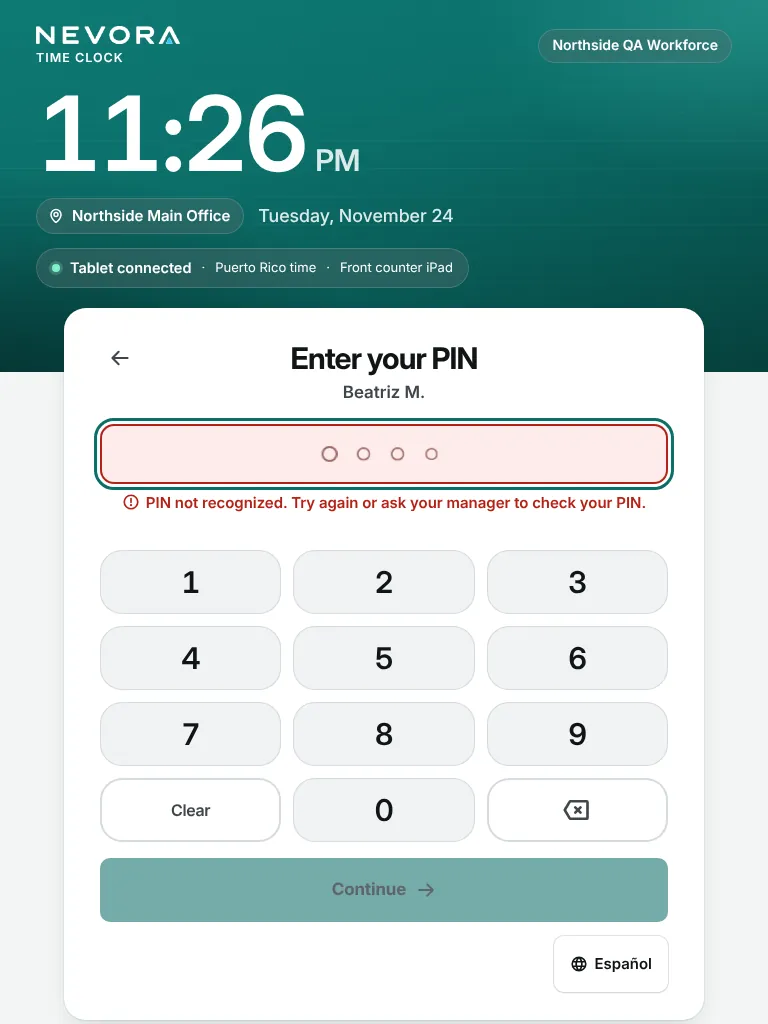 NEVORA
TIME CLOCK
Northside QA Workforce
11:26 PM
Northside Main Office
Tuesday, November 24
Tablet connected · Puerto Rico time · Front counter iPad
Enter your PIN
Beatriz M.
PIN not recognized. Try again or ask your manager to check your PIN.
1 2 3
4 5 6
7 8 9
Clear 0
Continue
Español